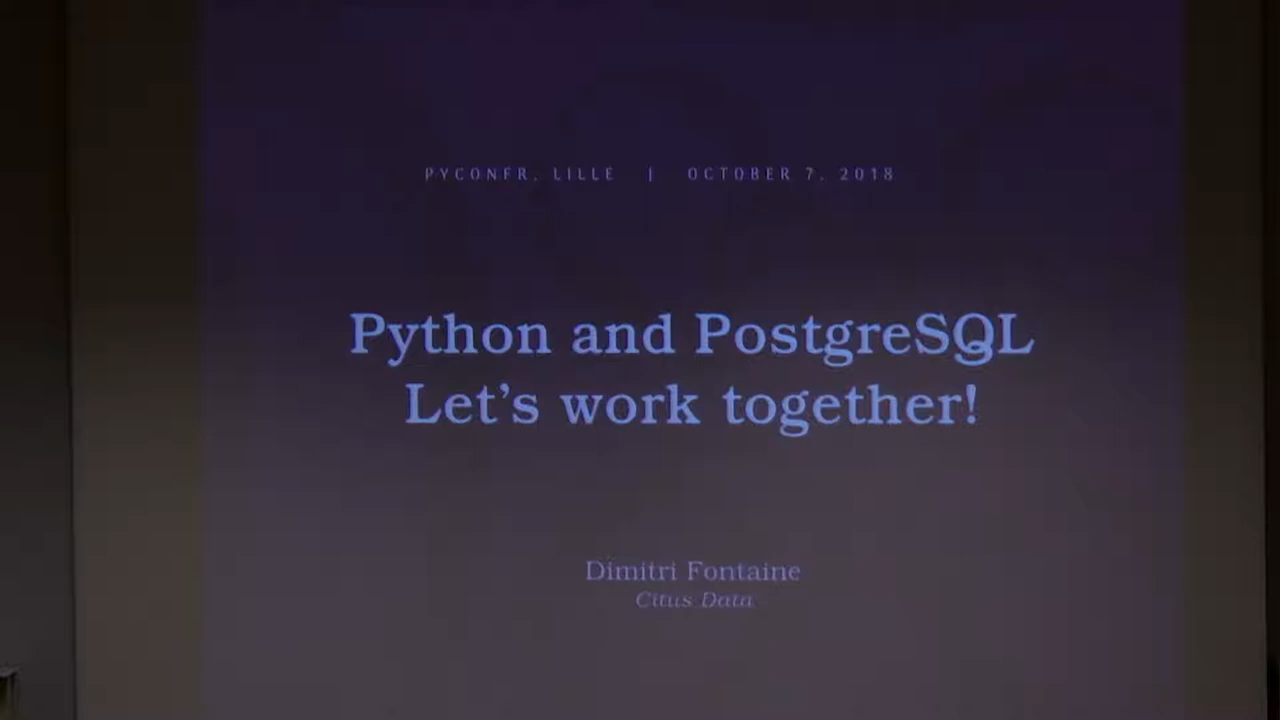 PYCONFR, LILLE | OCTOBER 7, 2018
Python and PostgreSQL
Let’s work together!
Dimitri Fontaine
Citus Data